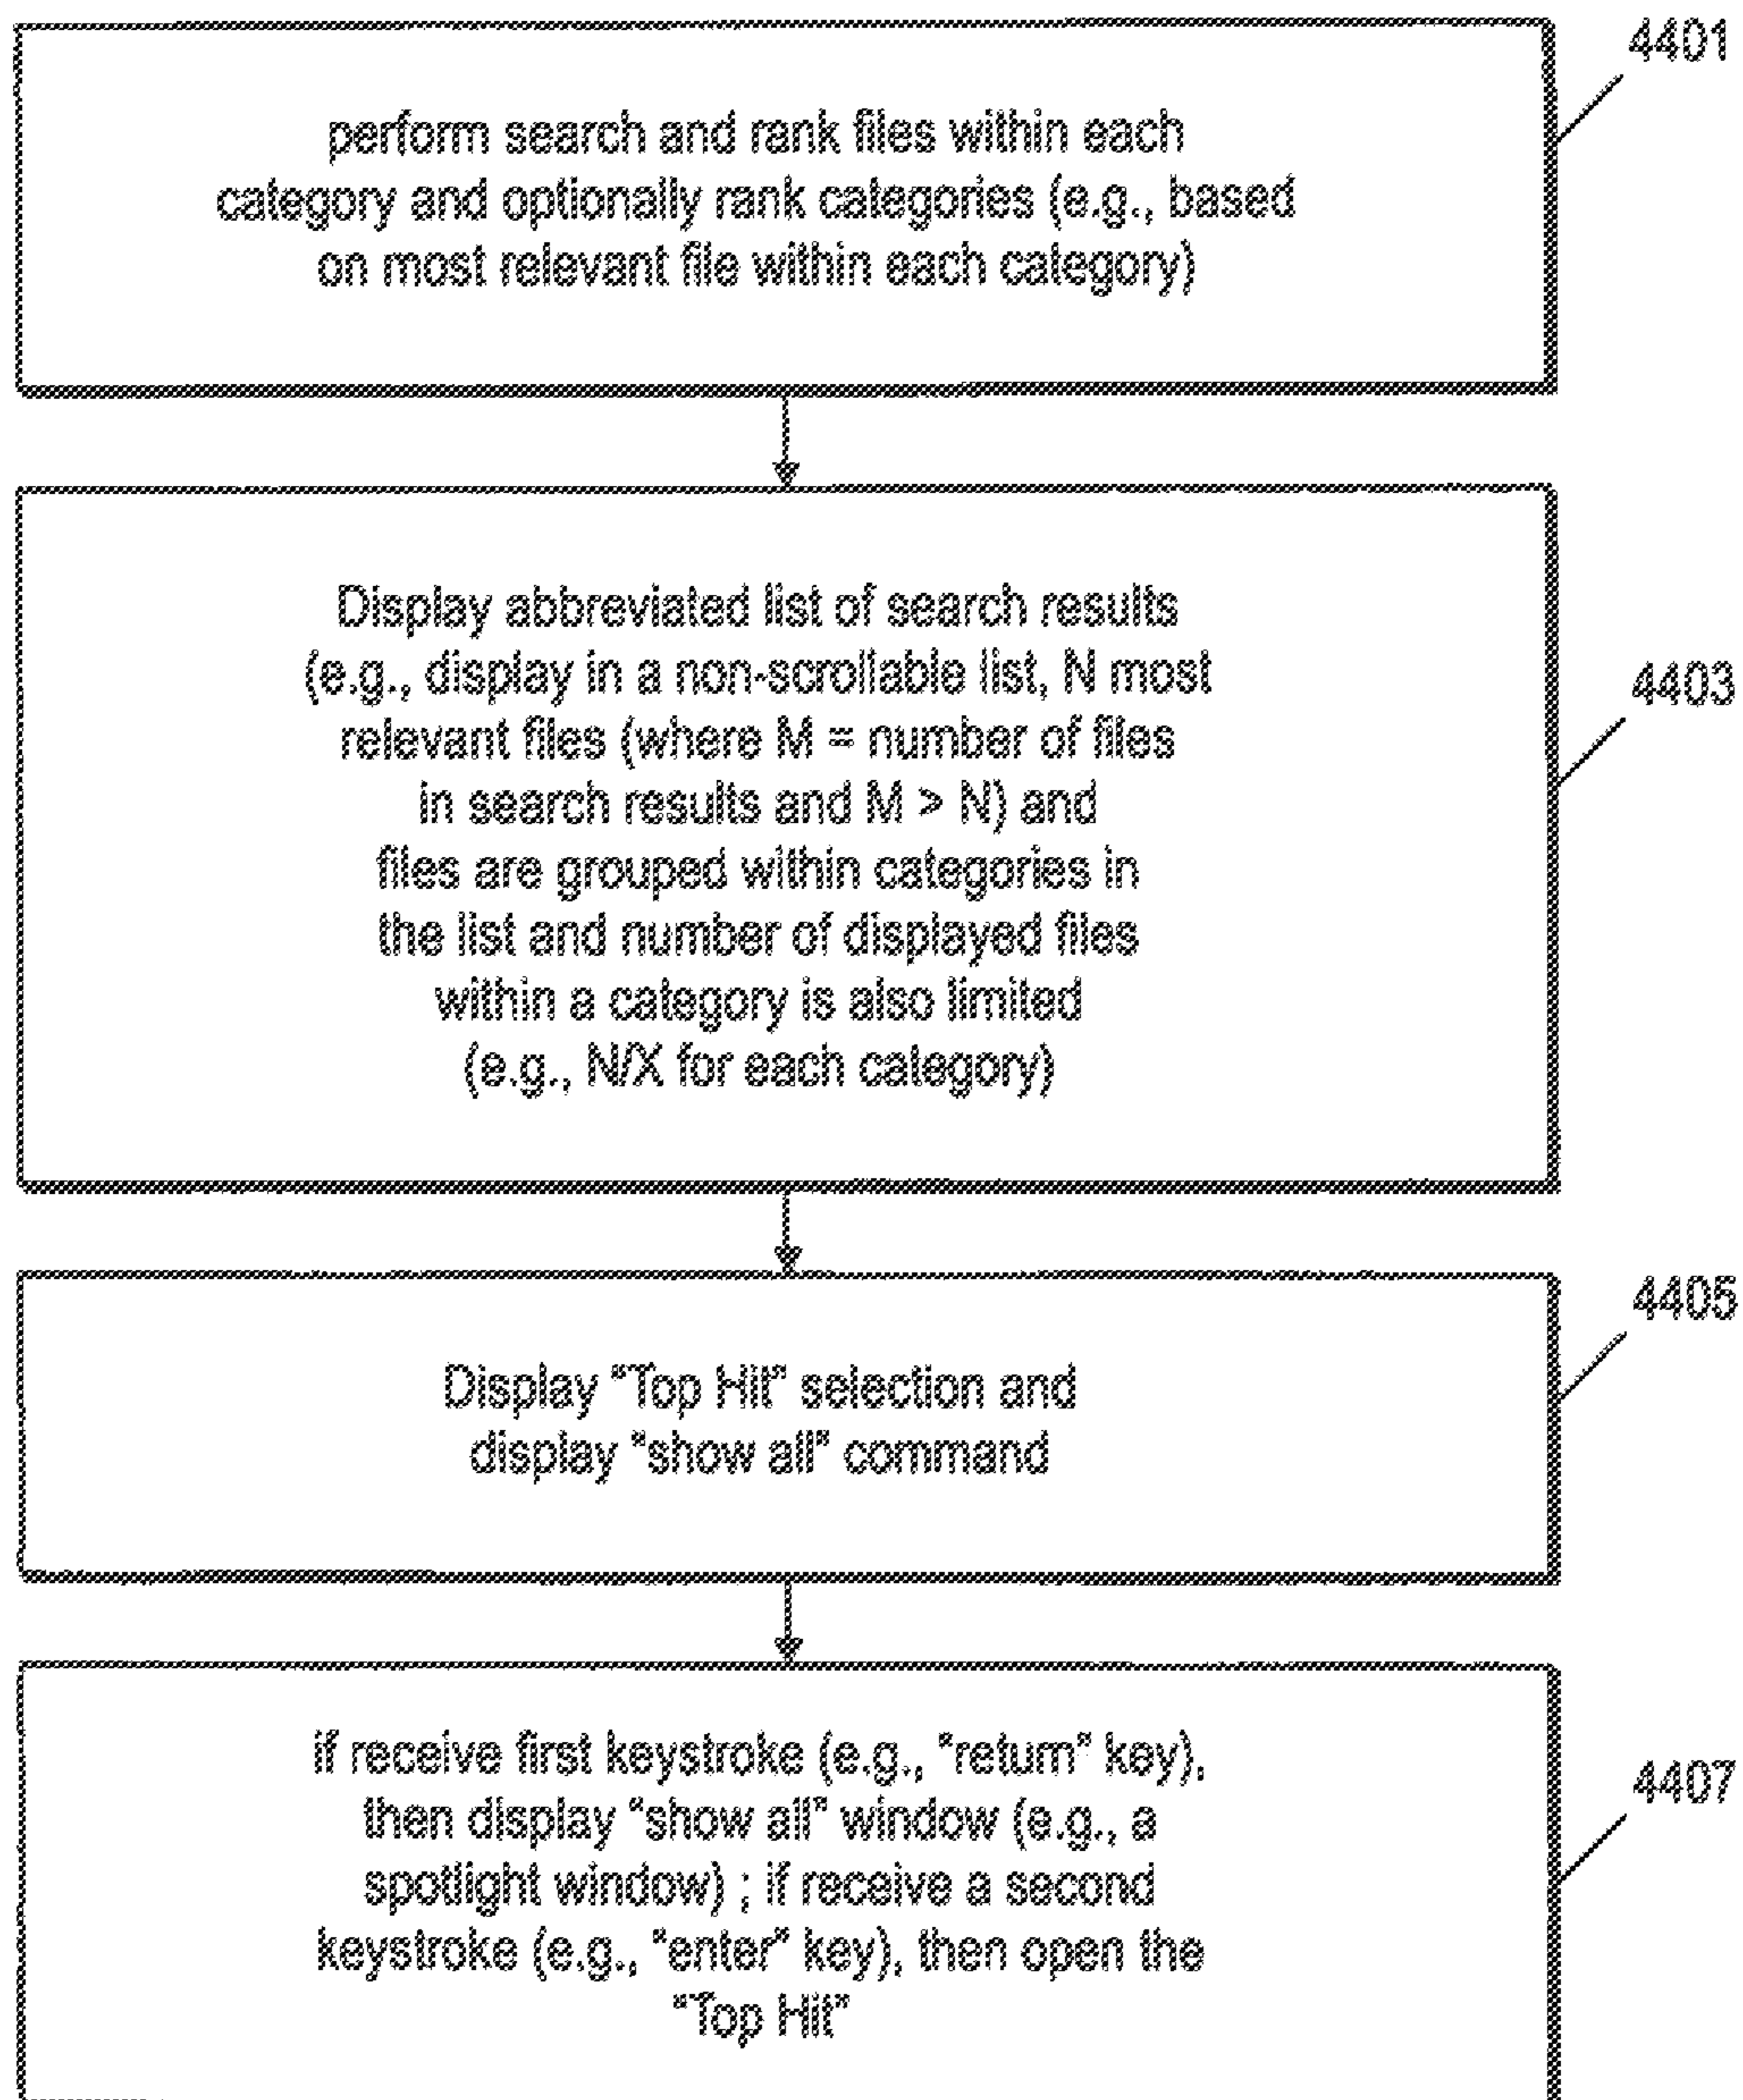 4401
perform search and rank files within each
category and optionally rank categories (e.g., based
on most relevant file within each category)
Display abbreviated list of search results
(e.g., display in a non-scrollable list, N most
relevant files (where M = number of files
in search results and M > N) and
files are grouped within categories in
the list and number of displayed files
within a category is also limited
(e.g., N/X for each category)
4403
Display "Top Hit" selection and
display "show all" command
4405
if receive first keystroke (e.g., "return" key),
then display "show all" window (e.g., a
spotlight window) ; if receive a second
keystroke (e.g., "enter" key), then open the
"Top Hit"
4407